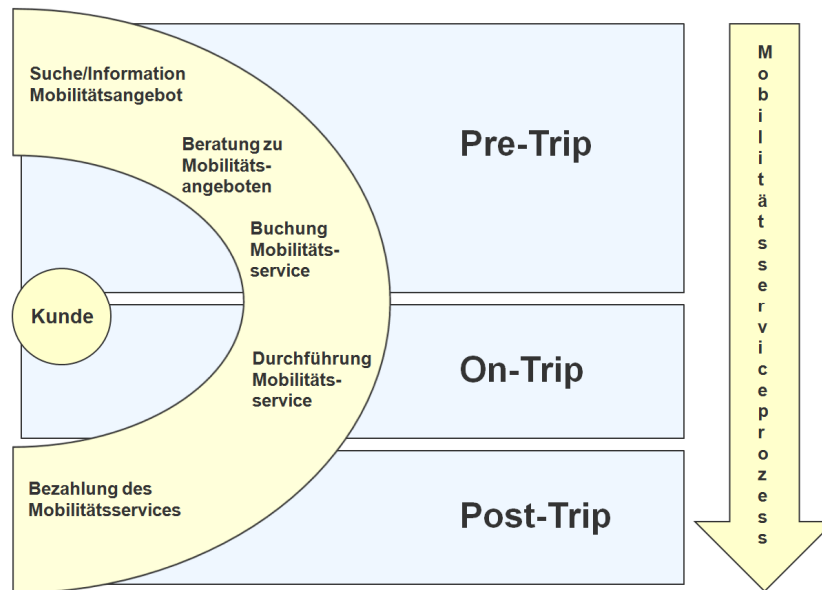 Suche/Information
Mobilitätsangebot
Beratung zu
Mobilitäts-
angeboten
Buchung
Mobilitäts-
service
Pre-Trip
Kunde
Durchführung
Mobilitäts-
service
On-Trip
Bezahlung des
Mobilitätsservices
Post-Trip
Mobilitätsserviceprozess